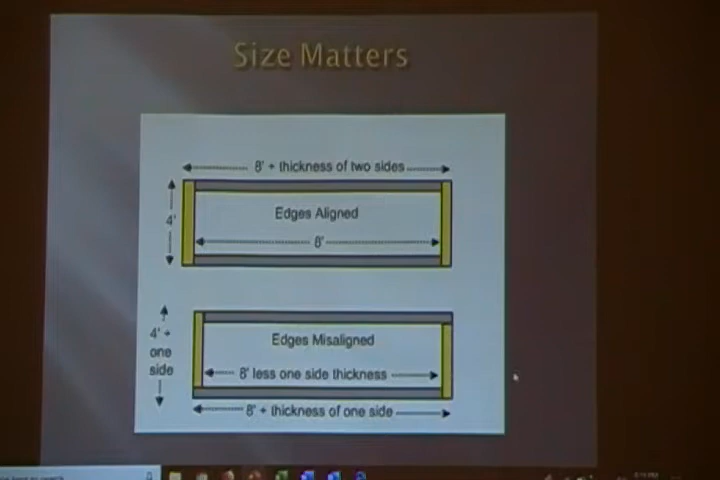 Size Matters
8' + thickness of two sides
4'
Edges Aligned
8'
4' +
one
side
Edges Misaligned
8' less one side thickness
8' + thickness of one side